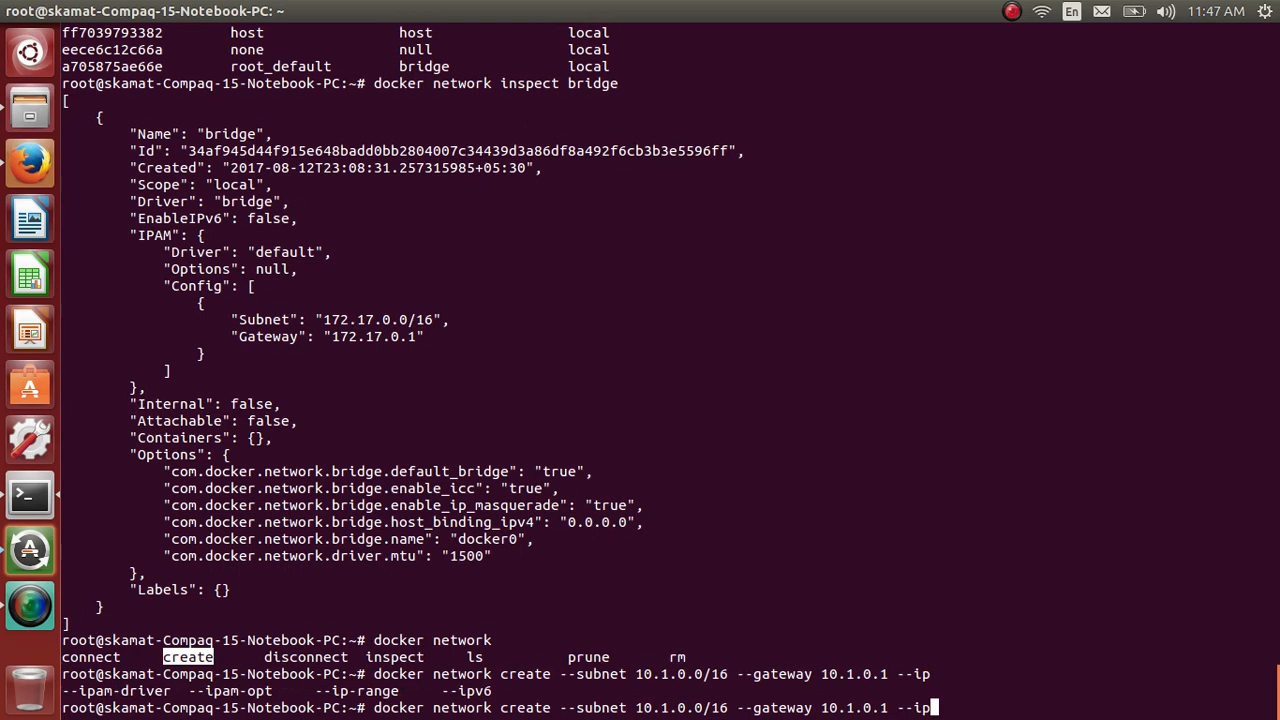 root@skamat-Compaq-15-Notebook-PC: ~
En
11:47 AM
ff7039793382 host host local
eece6c12c66a none null local
a705875ae66e root_default bridge local
root@skamat-Compaq-15-Notebook-PC:~# docker network inspect bridge
[
{
"Name": "bridge",
"Id": "34af945d44f915e648badd0bb2804007c34439d3a86df8a492f6cb3b3e5596ff",
"Created": "2017-08-12T23:08:31.257315985+05:30",
"Scope": "local",
"Driver": "bridge",
"EnableIPv6": false,
"IPAM": {
"Driver": "default",
"Options": null,
"Config": [
{
"Subnet": "172.17.0.0/16",
"Gateway": "172.17.0.1"
}
]
},
"Internal": false,
"Attachable": false,
"Containers": {},
"Options": {
"com.docker.network.bridge.default_bridge": "true",
"com.docker.network.bridge.enable_icc": "true",
"com.docker.network.bridge.enable_ip_masquerade": "true",
"com.docker.network.bridge.host_binding_ipv4": "0.0.0.0",
"com.docker.network.bridge.name": "docker0",
"com.docker.network.driver.mtu": "1500"
},
"Labels": {}
}
]
root@skamat-Compaq-15-Notebook-PC:~# docker network
connect create disconnect inspect ls prune rm
root@skamat-Compaq-15-Notebook-PC:~# docker network create --subnet 10.1.0.0/16 --gateway 10.1.0.1 --ip
--ipam-driver --ipam-opt --ip-range --ipv6
root@skamat-Compaq-15-Notebook-PC:~# docker network create --subnet 10.1.0.0/16 --gateway 10.1.0.1 --ip